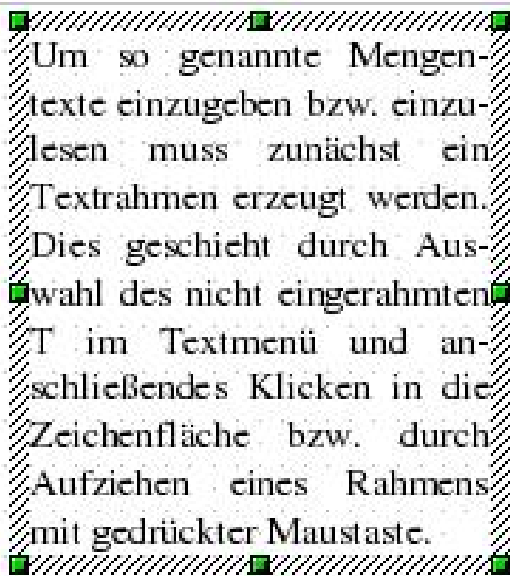 Um so genannte Mengen-
texte einzugeben bzw. einzu-
lesen muss zunächst ein
Textrahmen erzeugt werden.
Dies geschieht durch Aus-
wahl des nicht eingerahmten
T im Textmenü und an-
schließendes Klicken in die
Zeichenfläche bzw. durch
Aufziehen eines Rahmens
mit gedrückter Maustaste.